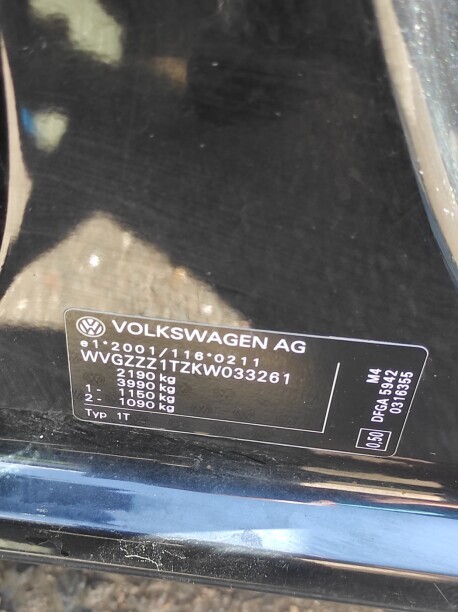 VOLKSWAGEN AG
e1*2001/116*0211
WVGZZZ1TZKW033261
2190 kg
3990 kg
1- 1150 kg
2- 1090 kg
Typ 1T
0,50
M4
DFGA 5942
0316355